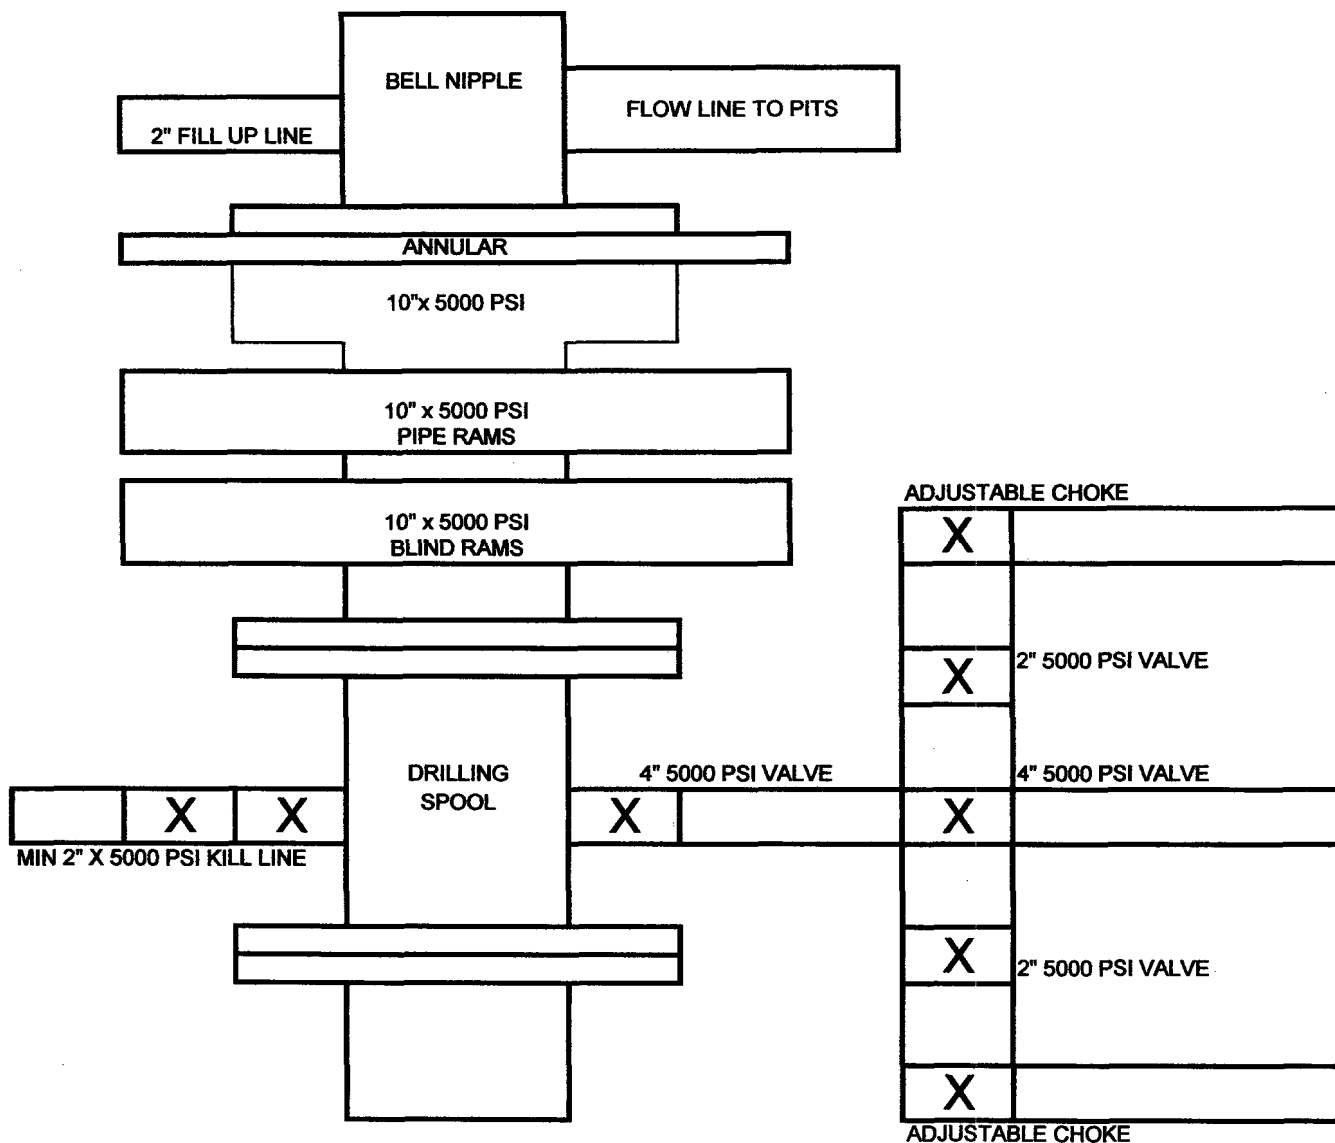 BELL NIPPLE
FLOW LINE TO PITS
2" FILL UP LINE
ANNULAR
10"x 5000 PSI
10" x 5000 PSI
PIPE RAMS
10" x 5000 PSI
BLIND RAMS
ADJUSTABLE CHOKE
X
2" 5000 PSI VALVE
X
DRILLING
SPOOL
4" 5000 PSI VALVE
4" 5000 PSI VALVE
X X X X
MIN 2" X 5000 PSI KILL LINE
X
2" 5000 PSI VALVE
X
ADJUSTABLE CHOKE